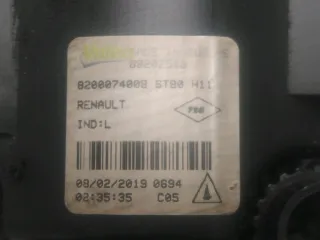 8200074008 ST80 H11
RENAULT
IND:L
08/02/2019 0694
02:35:35 C05